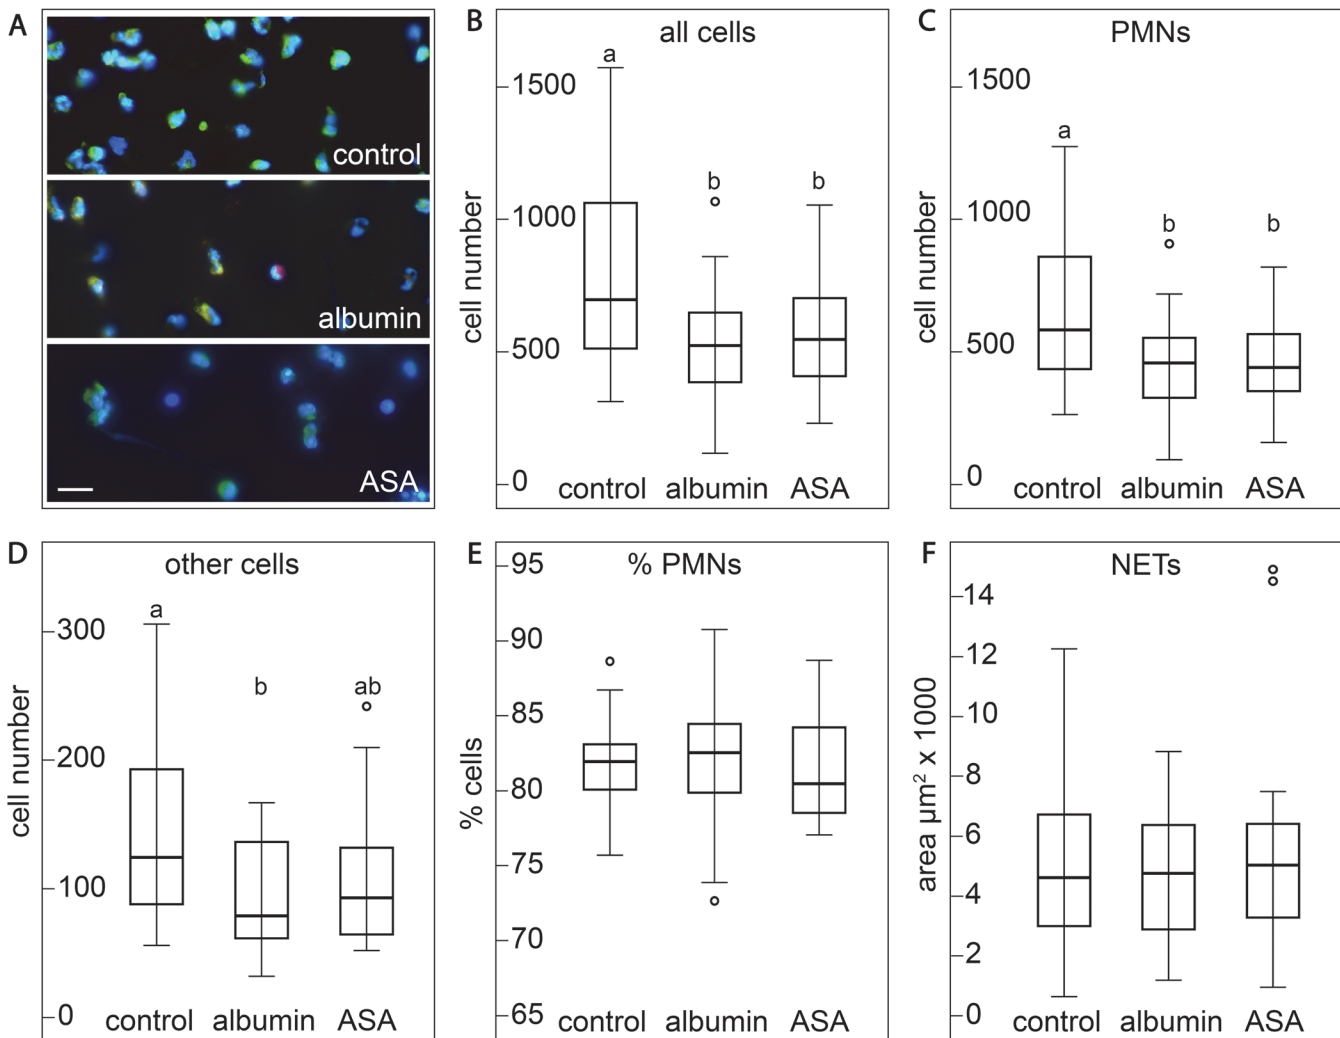 A
control
albumin
ASA
B
all cells
cell number
1500
1000
500
0
a
b
b
control albumin ASA
C
PMNs
cell number
1500
1000
500
0
a
b
b
control albumin ASA
D
other cells
cell number
300
200
100
0
a
b
ab
control albumin ASA
E
% PMNs
% cells
95
90
85
80
75
70
65
control albumin ASA
F
NETs
area µm² x 1000
14
12
10
8
6
4
2
0
control albumin ASA